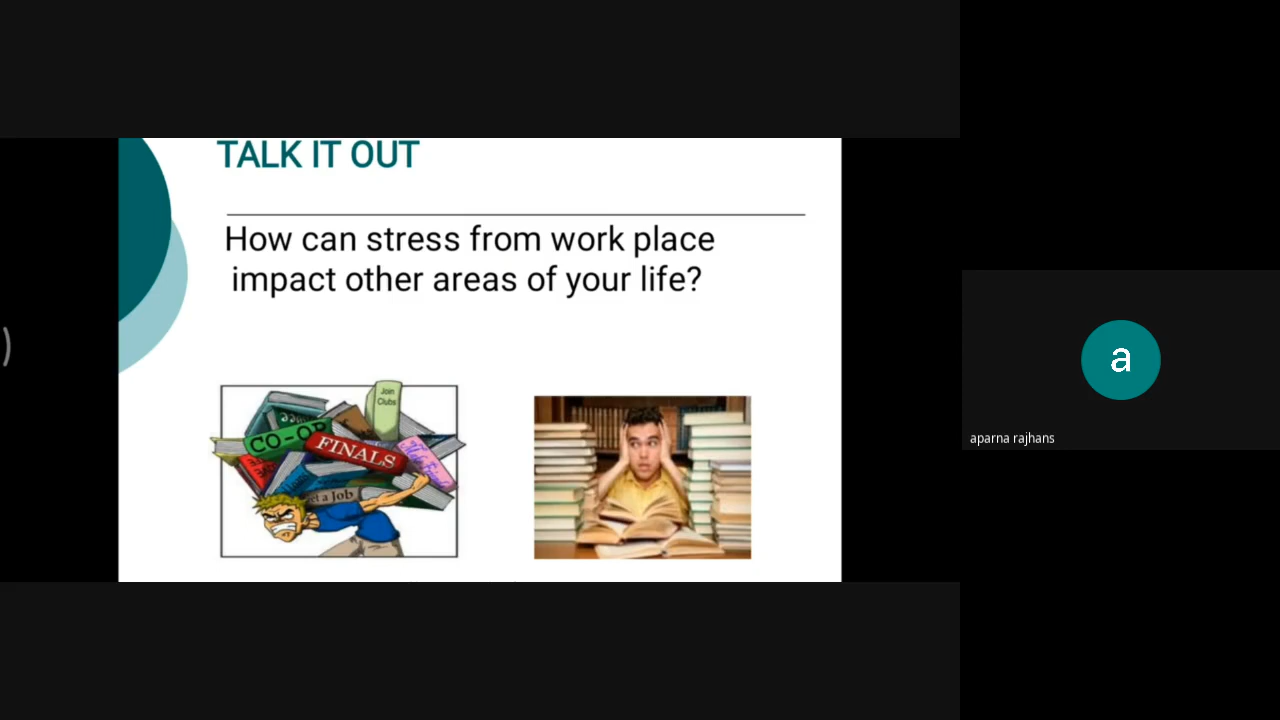 TALK IT OUT
How can stress from work place
impact other areas of your life?
Join
Clubs
CO-OP
FINALS
a Job
a
aparna rajhans